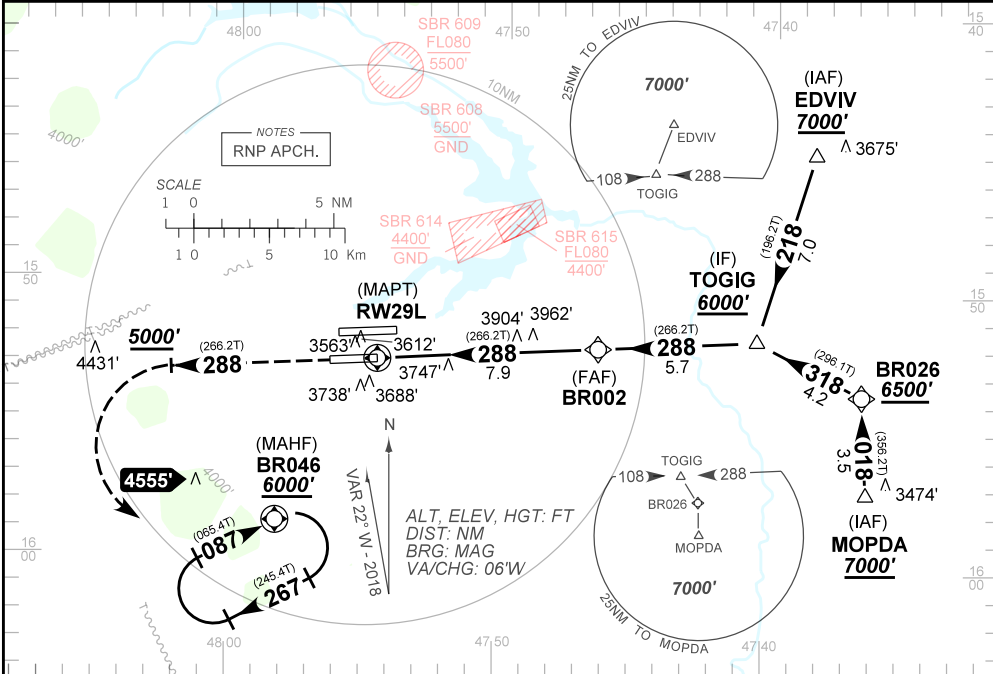 48 00
47 50
47 40
15
40
SBR 609
FL080
5500'
10NM
SBR 608
5500'
GND
4000'
NOTES
RNP APCH.
SCALE
1 0 5 NM
1 0 5 10 Km
25NM TO EDVIV
7000'
EDVIV
108
288
TOGIG
(IAF)
EDVIV
7000'
3675'
(196.2T)
218
7.0
SBR 614
4400'
GND
SBR 615
FL080
4400'
15
50
15
50
(IF)
TOGIG
6000'
(MAPT)
RW29L
5000'
4431'
(266.2T)
288
3563'
3612'
3738'
3688'
3747'
(266.2T)
288
7.9
3904'
3962'
(FAF)
BR002
(266.2T)
288
5.7
(296.1T)
318
4.2
BR026
6500'
(356.2T)
018
3.5
3474'
(IAF)
MOPDA
7000'
4555'
4000'
(MAHF)
BR046
6000'
(065.4T)
087
(245.4T)
267
N
VAR 22° W - 2018
ALT, ELEV, HGT: FT
DIST: NM
BRG: MAG
VA/CHG: 06'W
TOGIG
108
288
BR026
MOPDA
7000'
25NM TO MOPDA
16
00
16
00
48 00
47 50
47 40